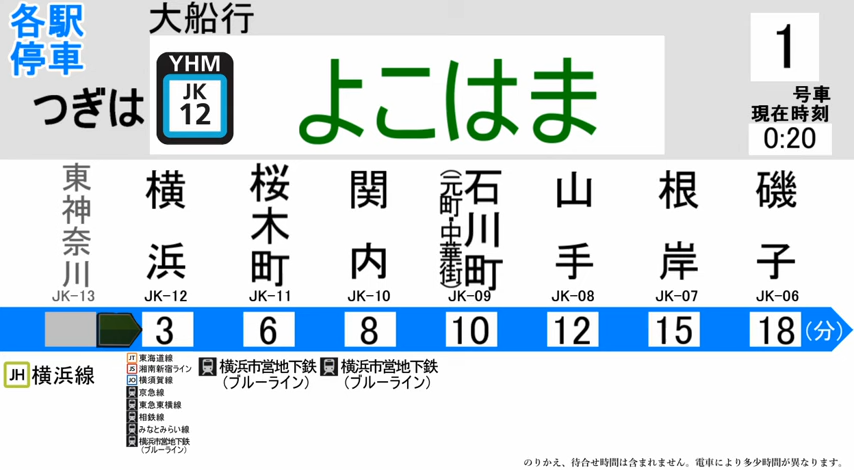 各駅
停車
大船行
つぎは
YHM
JK
12
よこはま
1
号車
現在時刻
0:20
東神奈川
横浜
桜木町
関内
石川町
(元町・中華街)
山手
根岸
磯子
JK-13
JK-12
JK-11
JK-10
JK-09
JK-08
JK-07
JK-06
3
6
8
10
12
15
18
(分)
JH 横浜線
JT 東海道線
JS 湘南新宿ライン
JO 横須賀線
京急線
東急東横線
相鉄線
みなとみらい線
横浜市営地下鉄
(ブルーライン)
横浜市営地下鉄
(ブルーライン)
横浜市営地下鉄
(ブルーライン)
のりかえ、待合せ時間は含まれません。電車により多少時間が異なります。